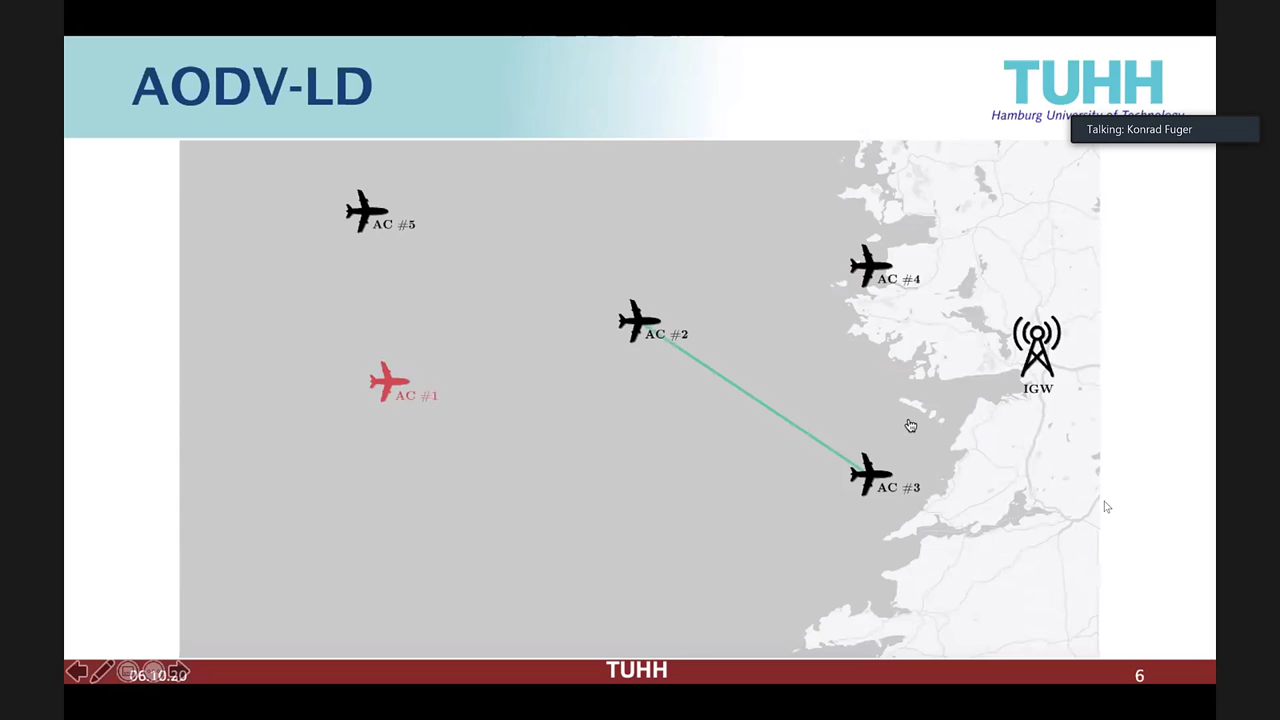 AODV-LD
TUHH
Hamburg University of Technology
Talking: Konrad Fuger
AC #5
AC #4
AC #2
IGW
AC #1
AC #3
06.10.20
TUHH
6